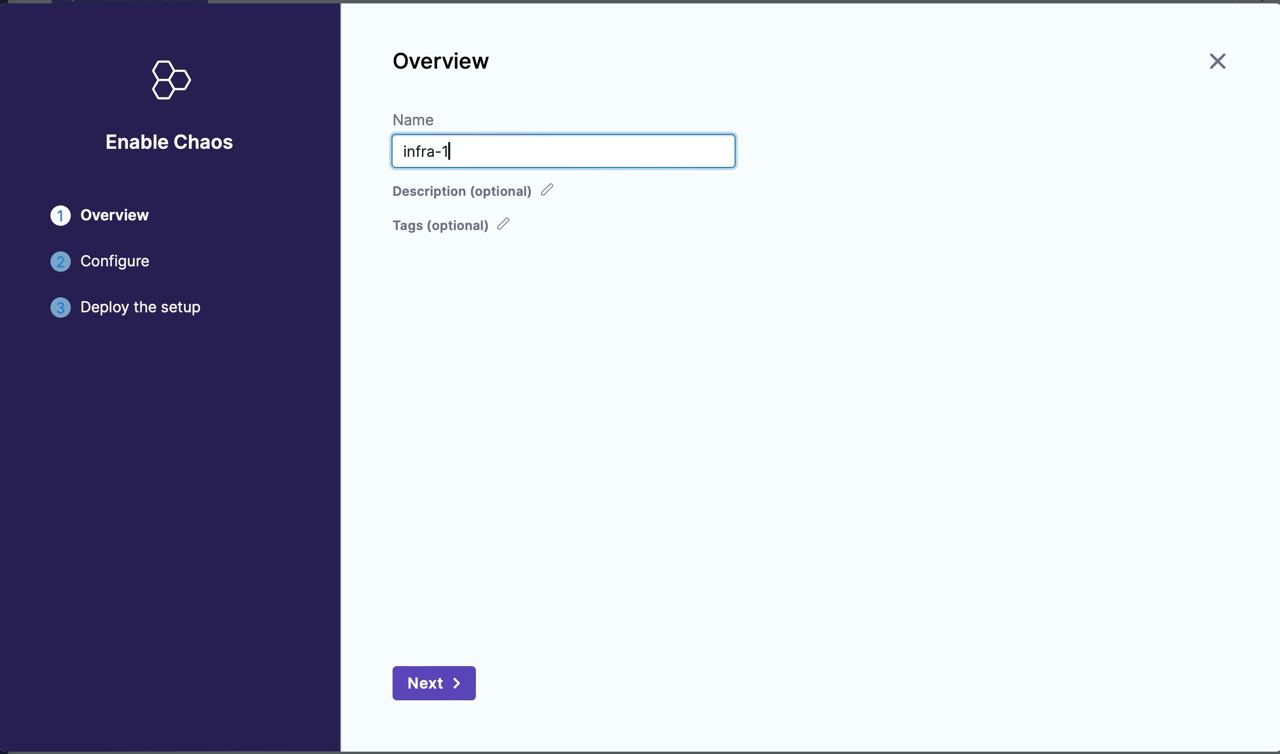 Enable Chaos
1 Overview
2 Configure
3 Deploy the setup
Overview
Name
infra-1
Description (optional)
Tags (optional)
Next